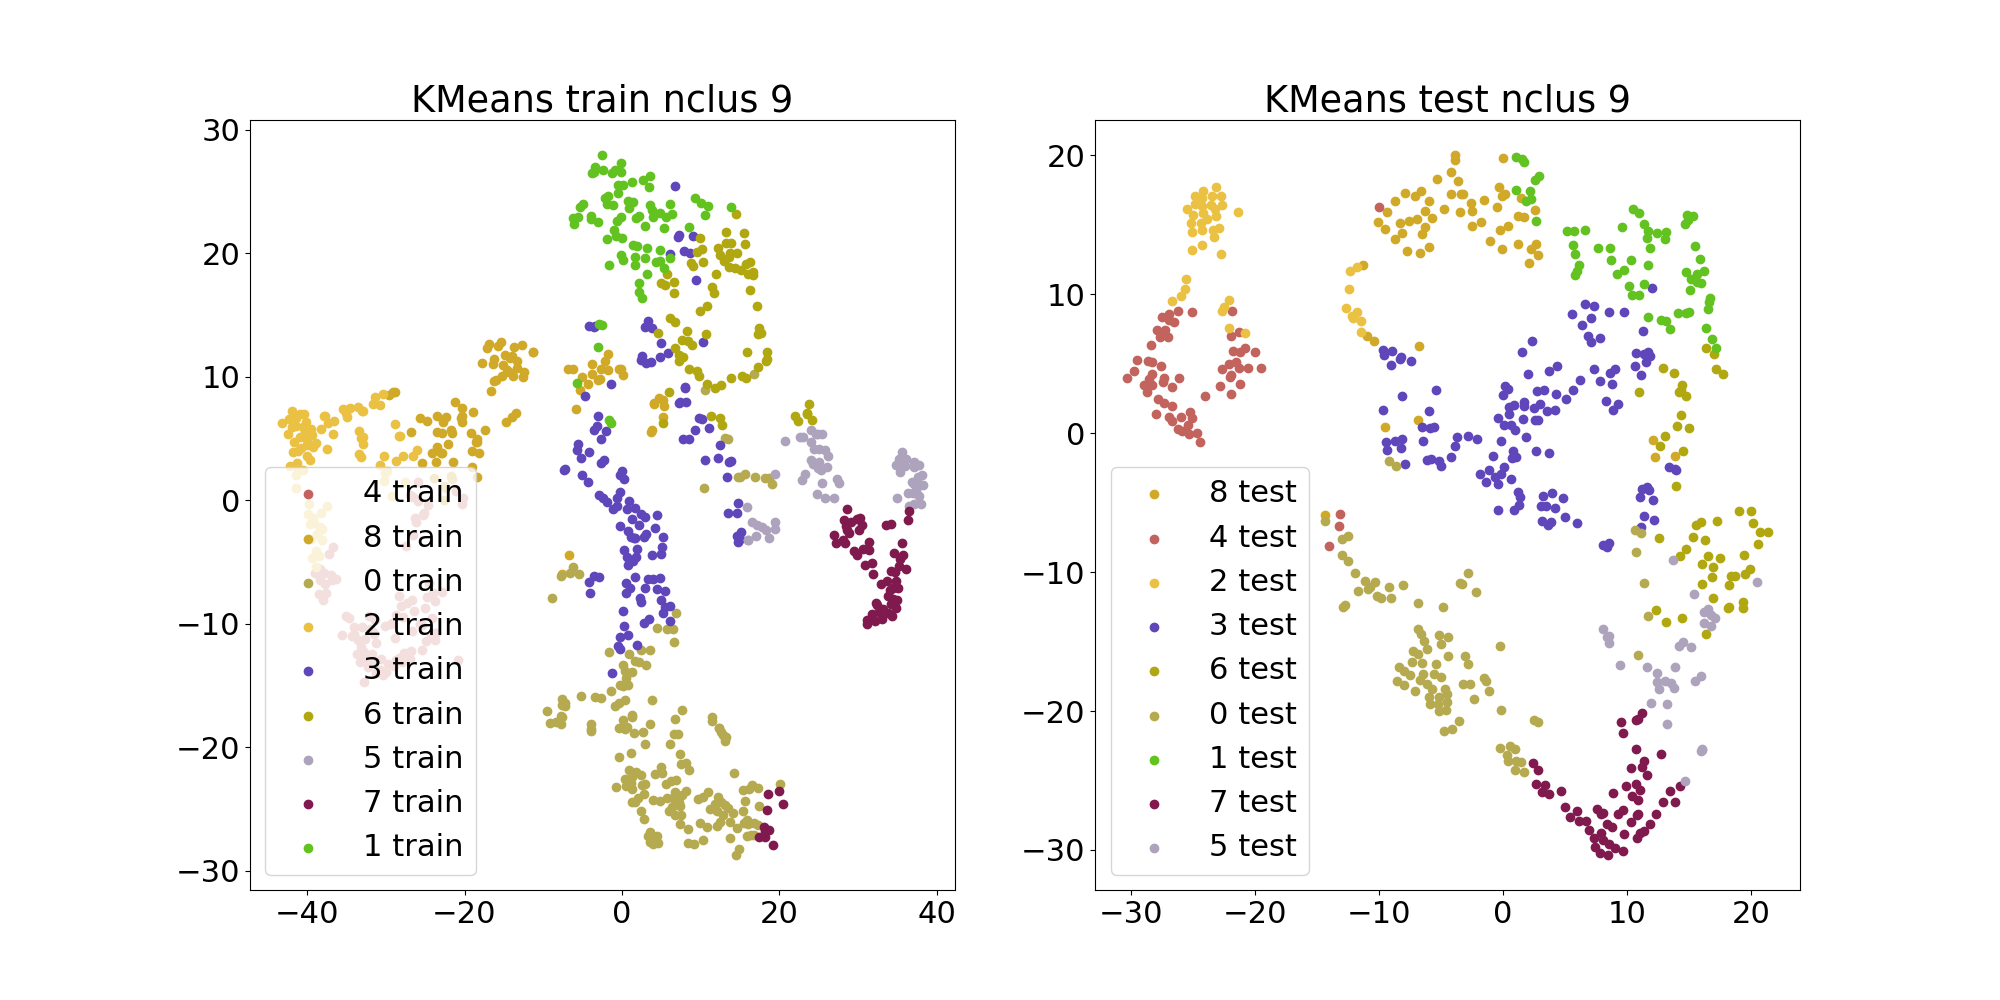 KMeans train nclus 9
30
20
10
0
−10
−20
−30
−40
−20
0
20
40
4 train
8 train
0 train
2 train
3 train
6 train
5 train
7 train
1 train
KMeans test nclus 9
20
10
0
−10
−20
−30
−30
−20
−10
0
10
20
8 test
4 test
2 test
3 test
6 test
0 test
1 test
7 test
5 test